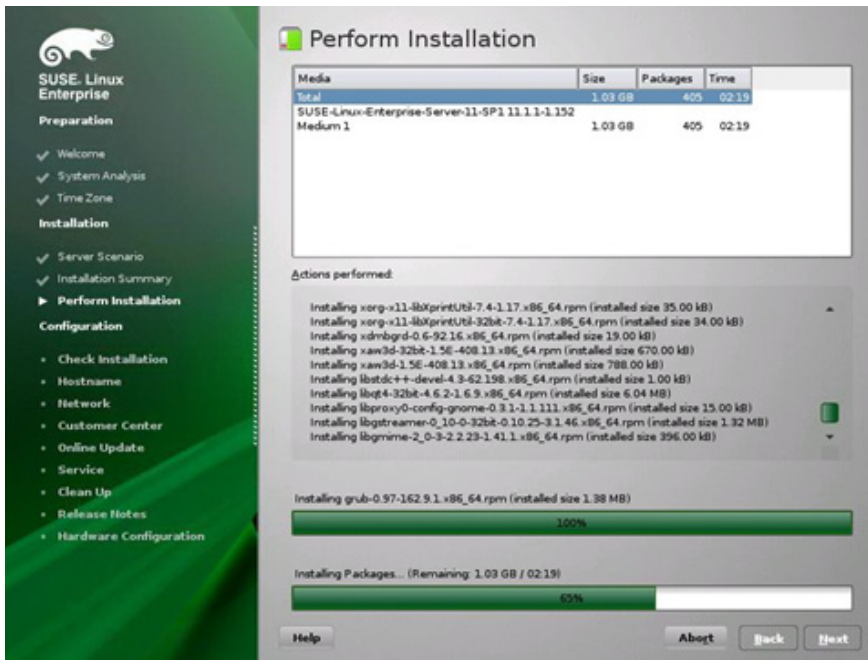 SUSE. Linux
Enterprise
Preparation
Welcome
System Analysis
Time Zone
Installation
Server Scenario
Installation Summary
Perform Installation
Configuration
Check Installation
Hostname
Network
Customer Center
Online Update
Service
Clean Up
Release Notes
Hardware Configuration
Perform Installation
Media Size Packages Time
Total 1.03 GB 405 02:19
SUSE-Linux-Enterprise-Server-11-SP1 11.1.1-1.152
Medium 1 1.03 GB 405 02:19
Actions performed:
Installing xorg-x11-libXprintUtil-7.4-1.17.x86_64.rpm (installed size 35.00 kB)
Installing xorg-x11-libXprintUtil-32bit-7.4-1.17.x86_64.rpm (installed size 34.00 kB)
Installing xdmbgrd-0.6-92.16.x86_64.rpm (installed size 19.00 kB)
Installing xaw3d-32bit-1.5E-408.13.x86_64.rpm (installed size 670.00 kB)
Installing xaw3d-1.5E-408.13.x86_64.rpm (installed size 788.00 kB)
Installing libstdc++-devel-4.3-62.198.x86_64.rpm (installed size 1.00 kB)
Installing libqt4-32bit-4.6.2-1.6.9.x86_64.rpm (installed size 6.04 MB)
Installing libproxy0-config-gnome-0.3.1-1.1.111.x86_64.rpm (installed size 15.00 kB)
Installing libgstreamer-0_10-0-32bit-0.10.25-3.1.46.x86_64.rpm (installed size 1.32 MB)
Installing libgmime-2_0-3-2.2.23-1.41.1.x86_64.rpm (installed size 396.00 kB)
Installing grub-0.97-162.9.1.x86_64.rpm (installed size 1.38 MB)
100%
Installing Packages... (Remaining: 1.03 GB / 02:19)
65%
Help Abort Back Next